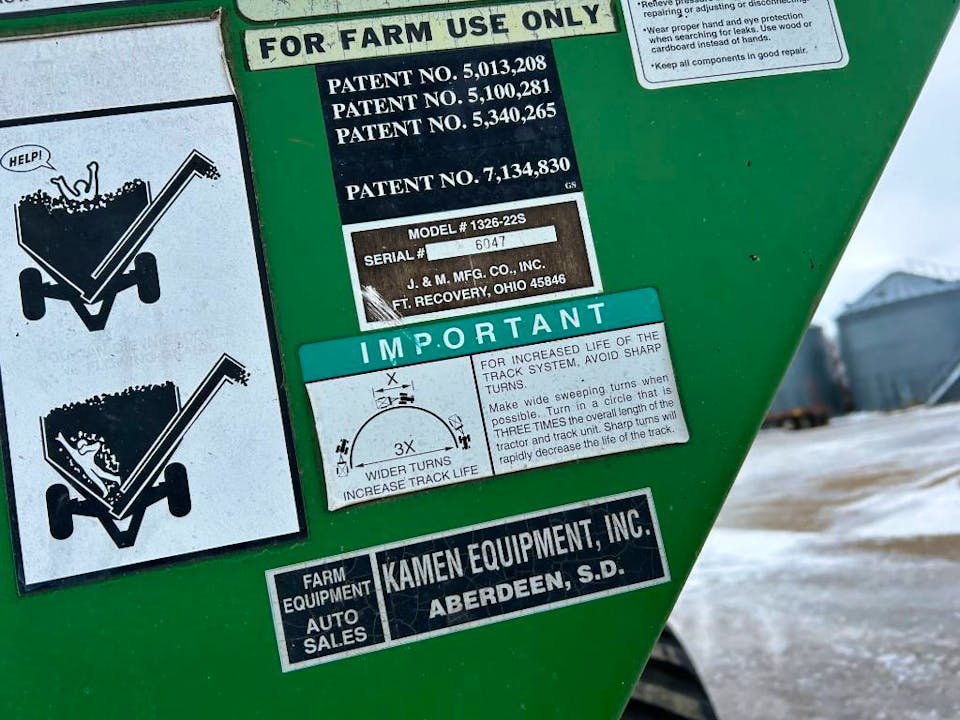 HELP!
FOR FARM USE ONLY
PATENT NO. 5,013,208
PATENT NO. 5,100,281
PATENT NO. 5,340,265
PATENT NO. 7,134,830
GS
MODEL # 1326-22S
SERIAL # 6047
J. & M. MFG. CO., INC.
FT. RECOVERY, OHIO 45846
repairing or adjusting or disconnecting.
*Wear proper hand and eye protection
when searching for leaks. Use wood or
cardboard instead of hands.
*Keep all components in good repair.
IMPORTANT
X
3X
WIDER TURNS
INCREASE TRACK LIFE
FOR INCREASED LIFE OF THE
TRACK SYSTEM, AVOID SHARP
TURNS.
Make wide sweeping turns when
possible. Turn in a circle that is
THREE TIMES the overall length of the
tractor and track unit. Sharp turns will
rapidly decrease the life of the track.
FARM
EQUIPMENT
AUTO
SALES
KAMEN EQUIPMENT, INC.
ABERDEEN, S.D.